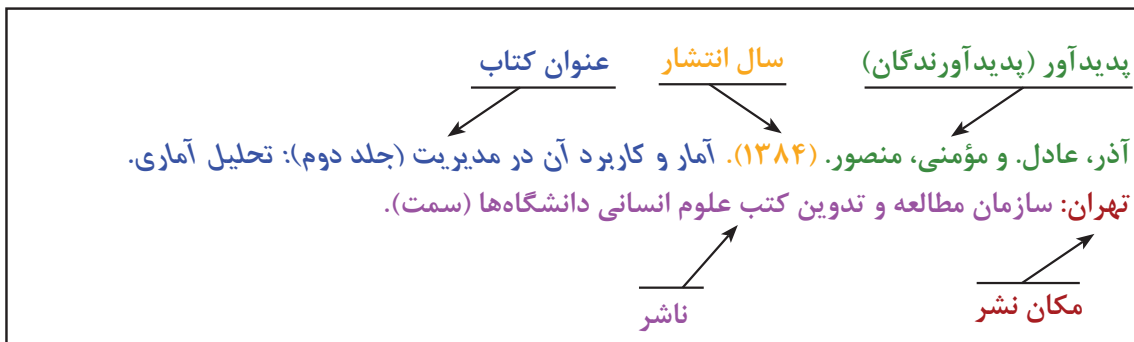 پدیدآور (پدیدآورندگان) سال انتشار عنوان کتاب
آذر، عادل. و مؤمنی، منصور. (۱۳۸۴). آمار و کاربرد آن در مدیریت (جلد دوم): تحلیل آماری.
تهران: سازمان مطالعه و تدوین کتب علوم انسانی دانشگاه‌ها (سمت).
مکان نشر ناشر